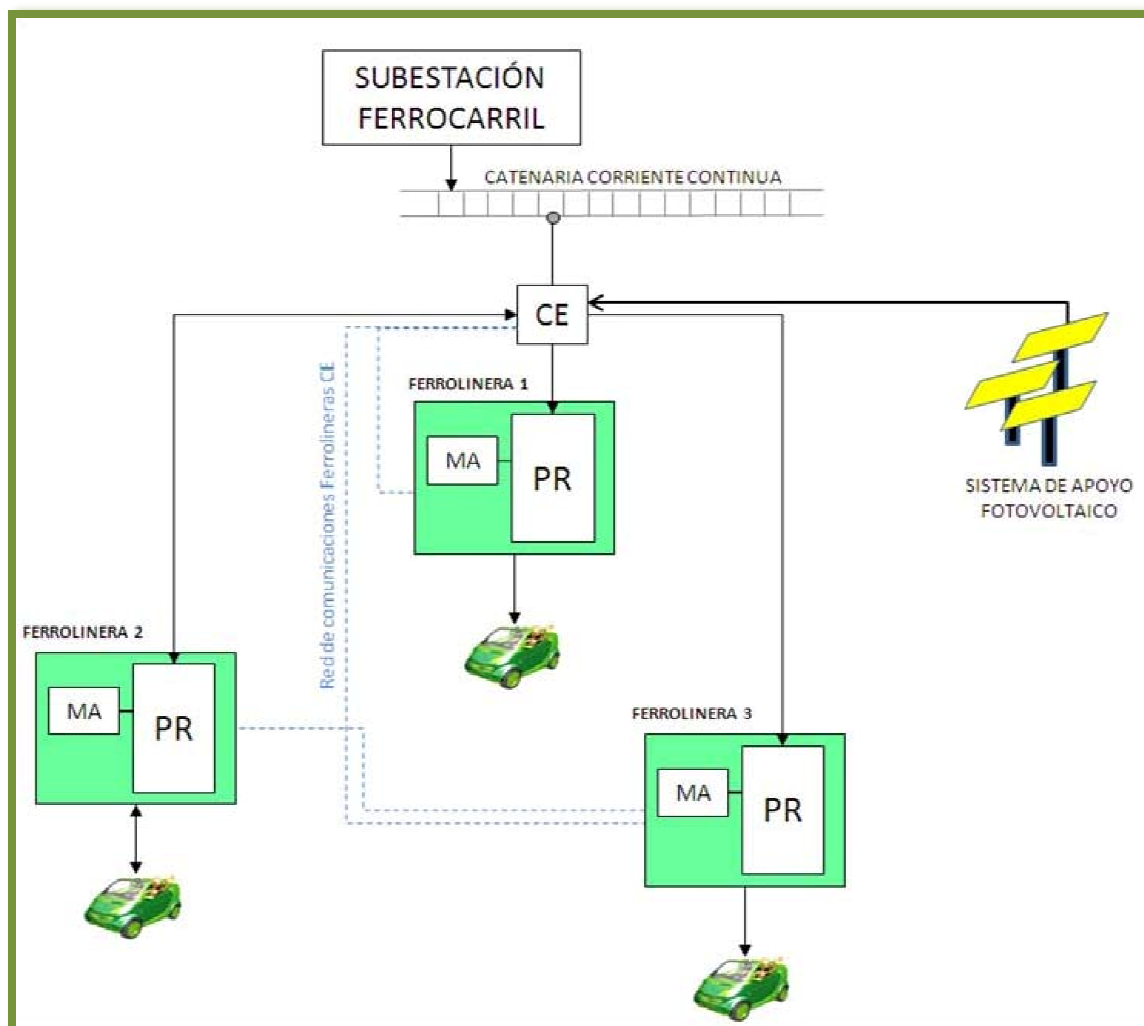 SUBESTACIÓN
FERROCARRIL
CATENARIA CORRIENTE CONTINUA
CE
FERROLINERA 1
MA
PR
Red de comunicaciones Ferrolineras CE
SISTEMA DE APOYO
FOTOVOLTAICO
FERROLINERA 2
MA
PR
FERROLINERA 3
MA
PR